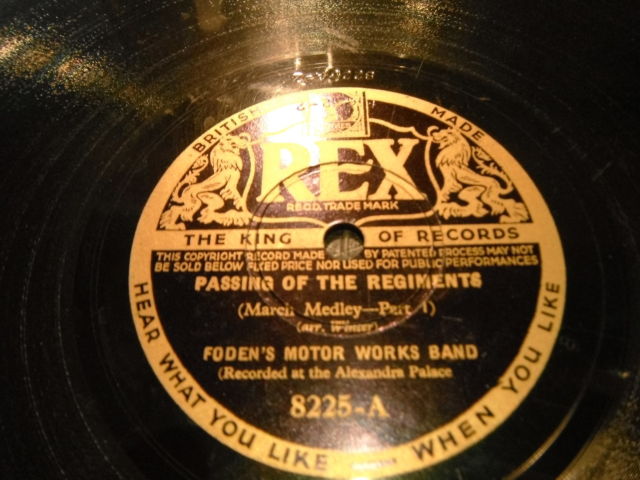 BRITISH MADE
REX
REGD. TRADE MARK
THE KING OF RECORDS
THIS COPYRIGHT RECORD MADE BY PATENTED PROCESS MAY NOT
BE SOLD BELOW FIXED PRICE NOR USED FOR PUBLIC PERFORMANCES
PASSING OF THE REGIMENTS
(March Medley—Part 1)
(arr. Winter)
FODEN'S MOTOR WORKS BAND
(Recorded at the Alexandra Palace
8225-A
HEAR WHAT YOU LIKE — WHEN YOU LIKE